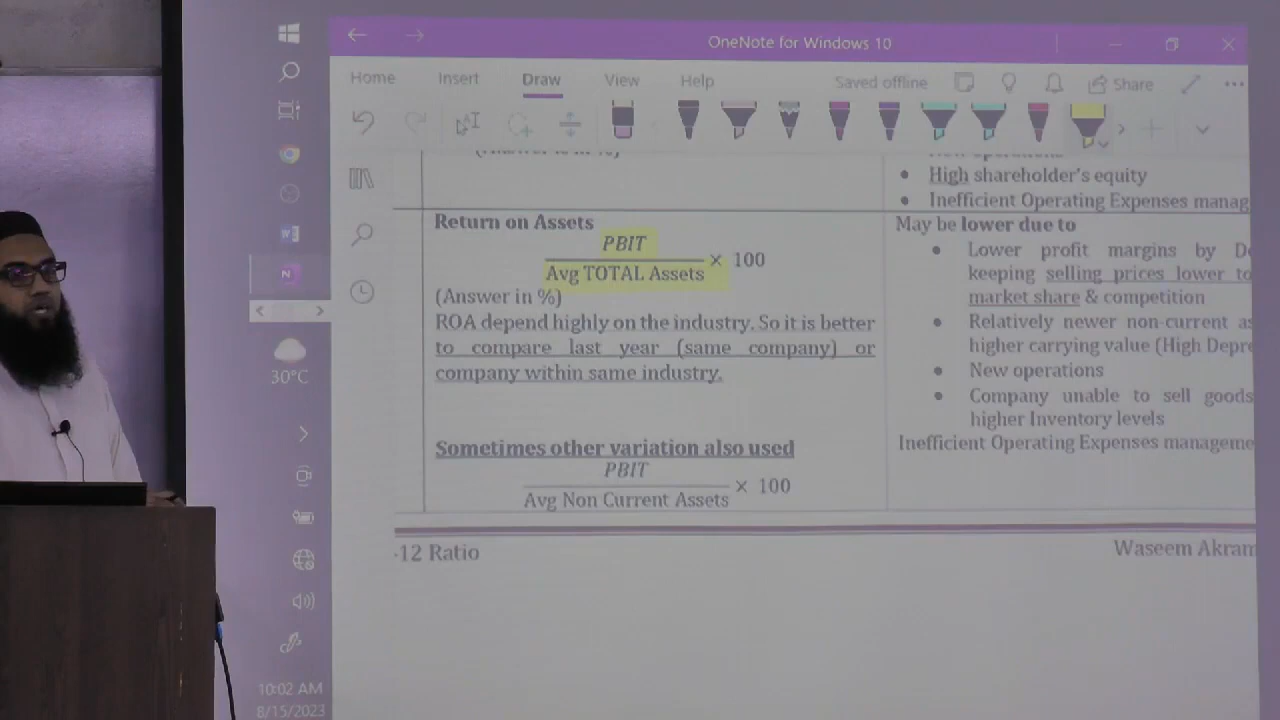 OneNote for Windows 10
Home Insert Draw View Help
Saved offline
Share
High shareholder's equity
Inefficient Operating Expenses manag
Return on Assets
PBIT
Avg TOTAL Assets
× 100
(Answer in %)
ROA depend highly on the industry. So it is better
to compare last year (same company) or
company within same industry.
Sometimes other variation also used
PBIT
Avg Non Current Assets
× 100
May be lower due to
Lower profit margins by De
keeping selling prices lower to
market share & competition
Relatively newer non-current as
higher carrying value (High Depre
New operations
Company unable to sell goods
higher Inventory levels
Inefficient Operating Expenses manageme
-12 Ratio
Waseem Akram
30°C
10:02 AM
8/15/2023